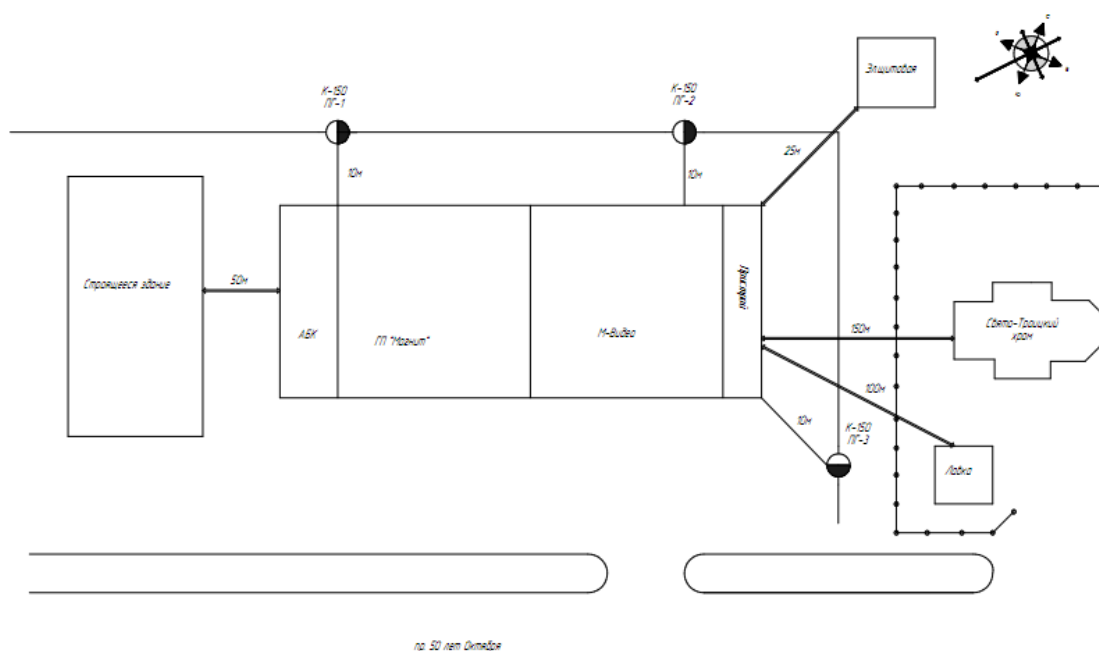 Эл.щитовая
К-150
ПГ-1
К-150
ПГ-2
25м
10м
10м
Строящееся здание
50м
АБК
ГП "Магнит"
М-Видео
150м
Свято-Троицкий
храм
100м
10м
К-150
ПГ-3
Лавка
пр. 50 лет Октября